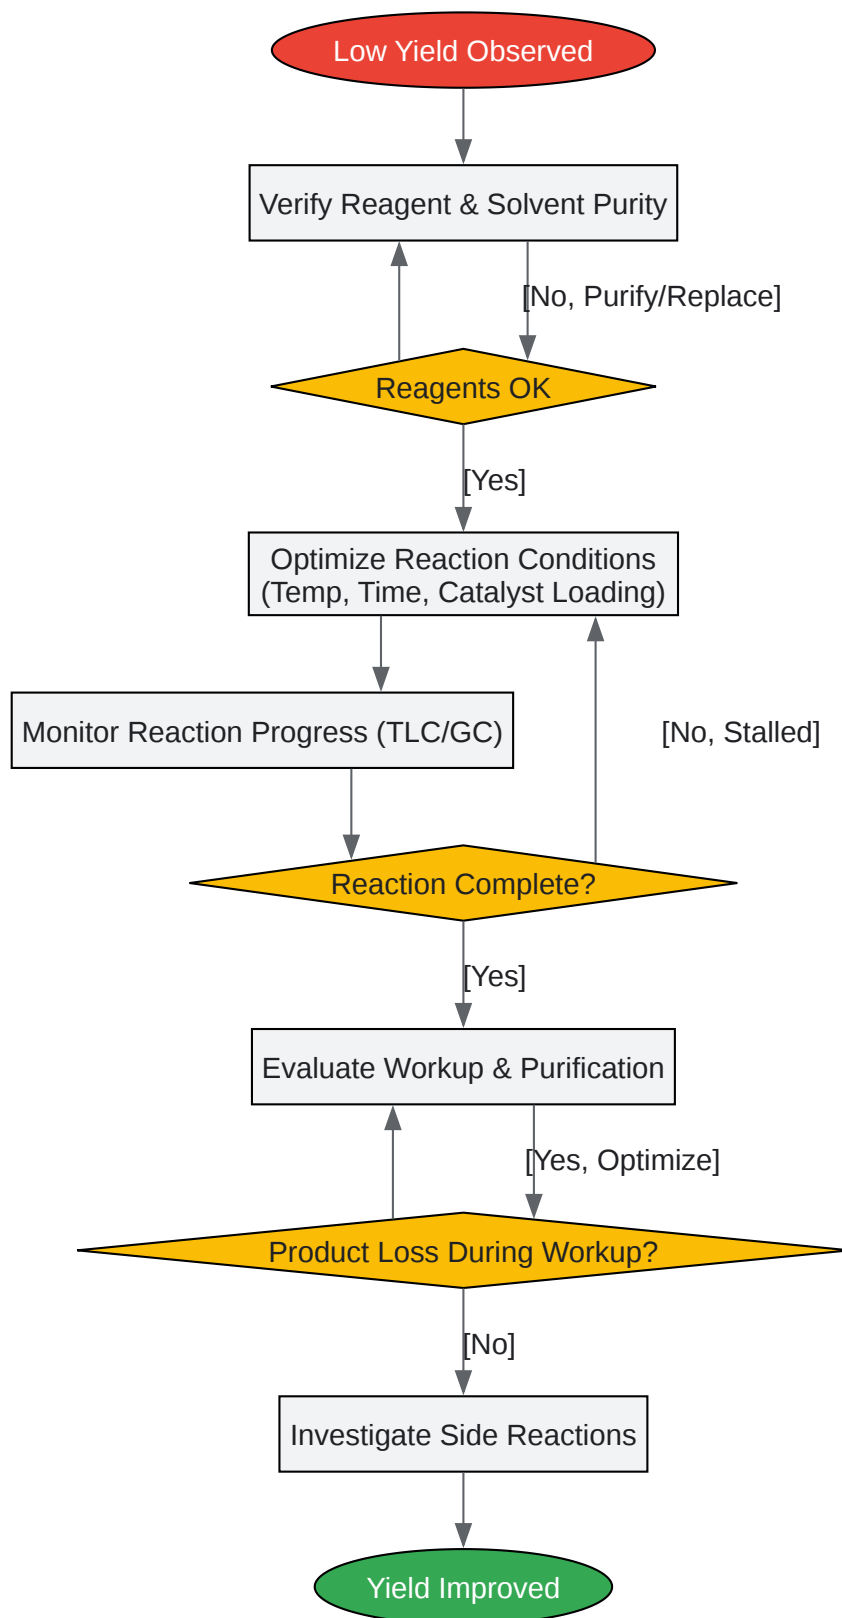 Low Yield Observed
Verify Reagent & Solvent Purity
[No, Purify/Replace]
Reagents OK
[Yes]
Optimize Reaction Conditions
(Temp, Time, Catalyst Loading)
Monitor Reaction Progress (TLC/GC)
[No, Stalled]
Reaction Complete?
[Yes]
Evaluate Workup & Purification
[Yes, Optimize]
Product Loss During Workup?
[No]
Investigate Side Reactions
Yield Improved